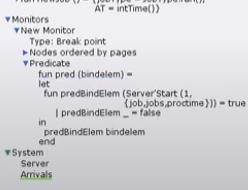 AT = intTime()}
▼Monitors
▼New Monitor
Type: Break point
▶Nodes ordered by pages
▼Predicate
fun pred (bindelem) =
let
fun predBindElem (Server'Start (1,
{job,jobs,proctime})) = true
| predBindElem _ = false
in
predBindElem bindelem
end
▼System
Server
Arrivals